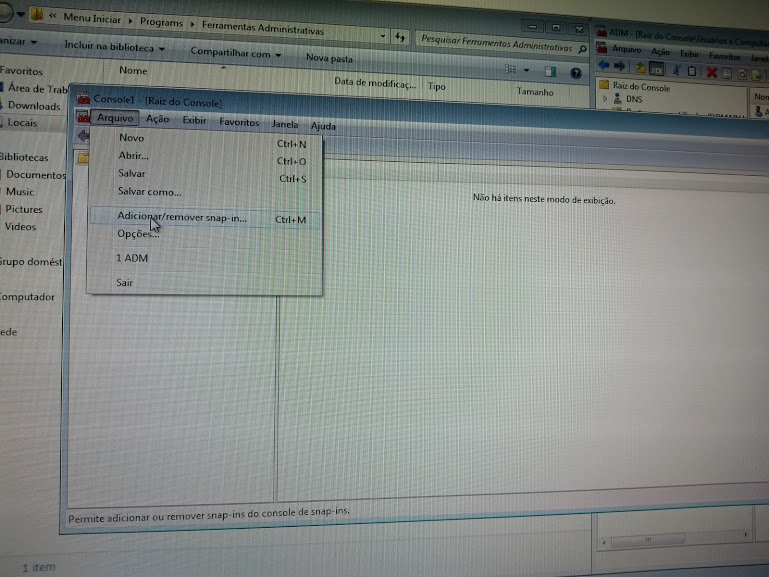 « Menu Iniciar ▸ Programs ▸ Ferramentas Administrativas
Pesquisar Ferramentas Administrativas
anizar
Incluir na biblioteca
Compartilhar com
Nova pasta
Favoritos
Área de Trab
Downloads
Locais
Bibliotecas
Documentos
Music
Pictures
Videos
Grupo domést
Computador
ede
Nome
Data de modificaç...
Tipo
Tamanho
Console1 - [Raiz do Console]
Arquivo Ação Exibir Favoritos Janela Ajuda
Novo Ctrl+N
Abrir... Ctrl+O
Salvar Ctrl+S
Salvar como...
Adicionar/remover snap-in... Ctrl+M
Opções...
1 ADM
Sair
Não há itens neste modo de exibição.
Permite adicionar ou remover snap-ins do console de snap-ins.
1 item
ADM - [Raiz do Console\Usuários e Computa
Arquivo Ação Exibir Favoritos Janel
Raiz do Console
DNS
Non